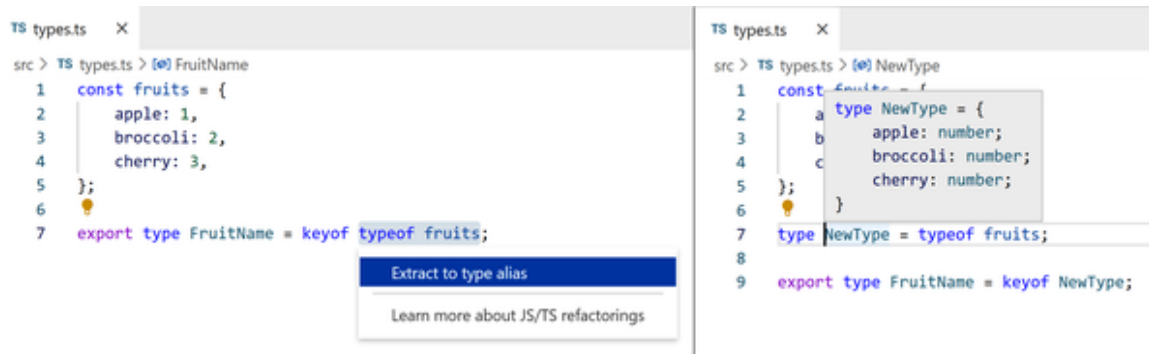 TS types.ts ×
src > TS types.ts > FruitName
1 const fruits = {
2 apple: 1,
3 broccoli: 2,
4 cherry: 3,
5 };
6
7 export type FruitName = keyof typeof fruits;
Extract to type alias
Learn more about JS/TS refactorings
TS types.ts ×
src > TS types.ts > NewType
1 const fruits = {
2 a
3 b
4 c
5 };
6
type NewType = {
apple: number;
broccoli: number;
cherry: number;
}
7 type NewType = typeof fruits;
8
9 export type FruitName = keyof NewType;